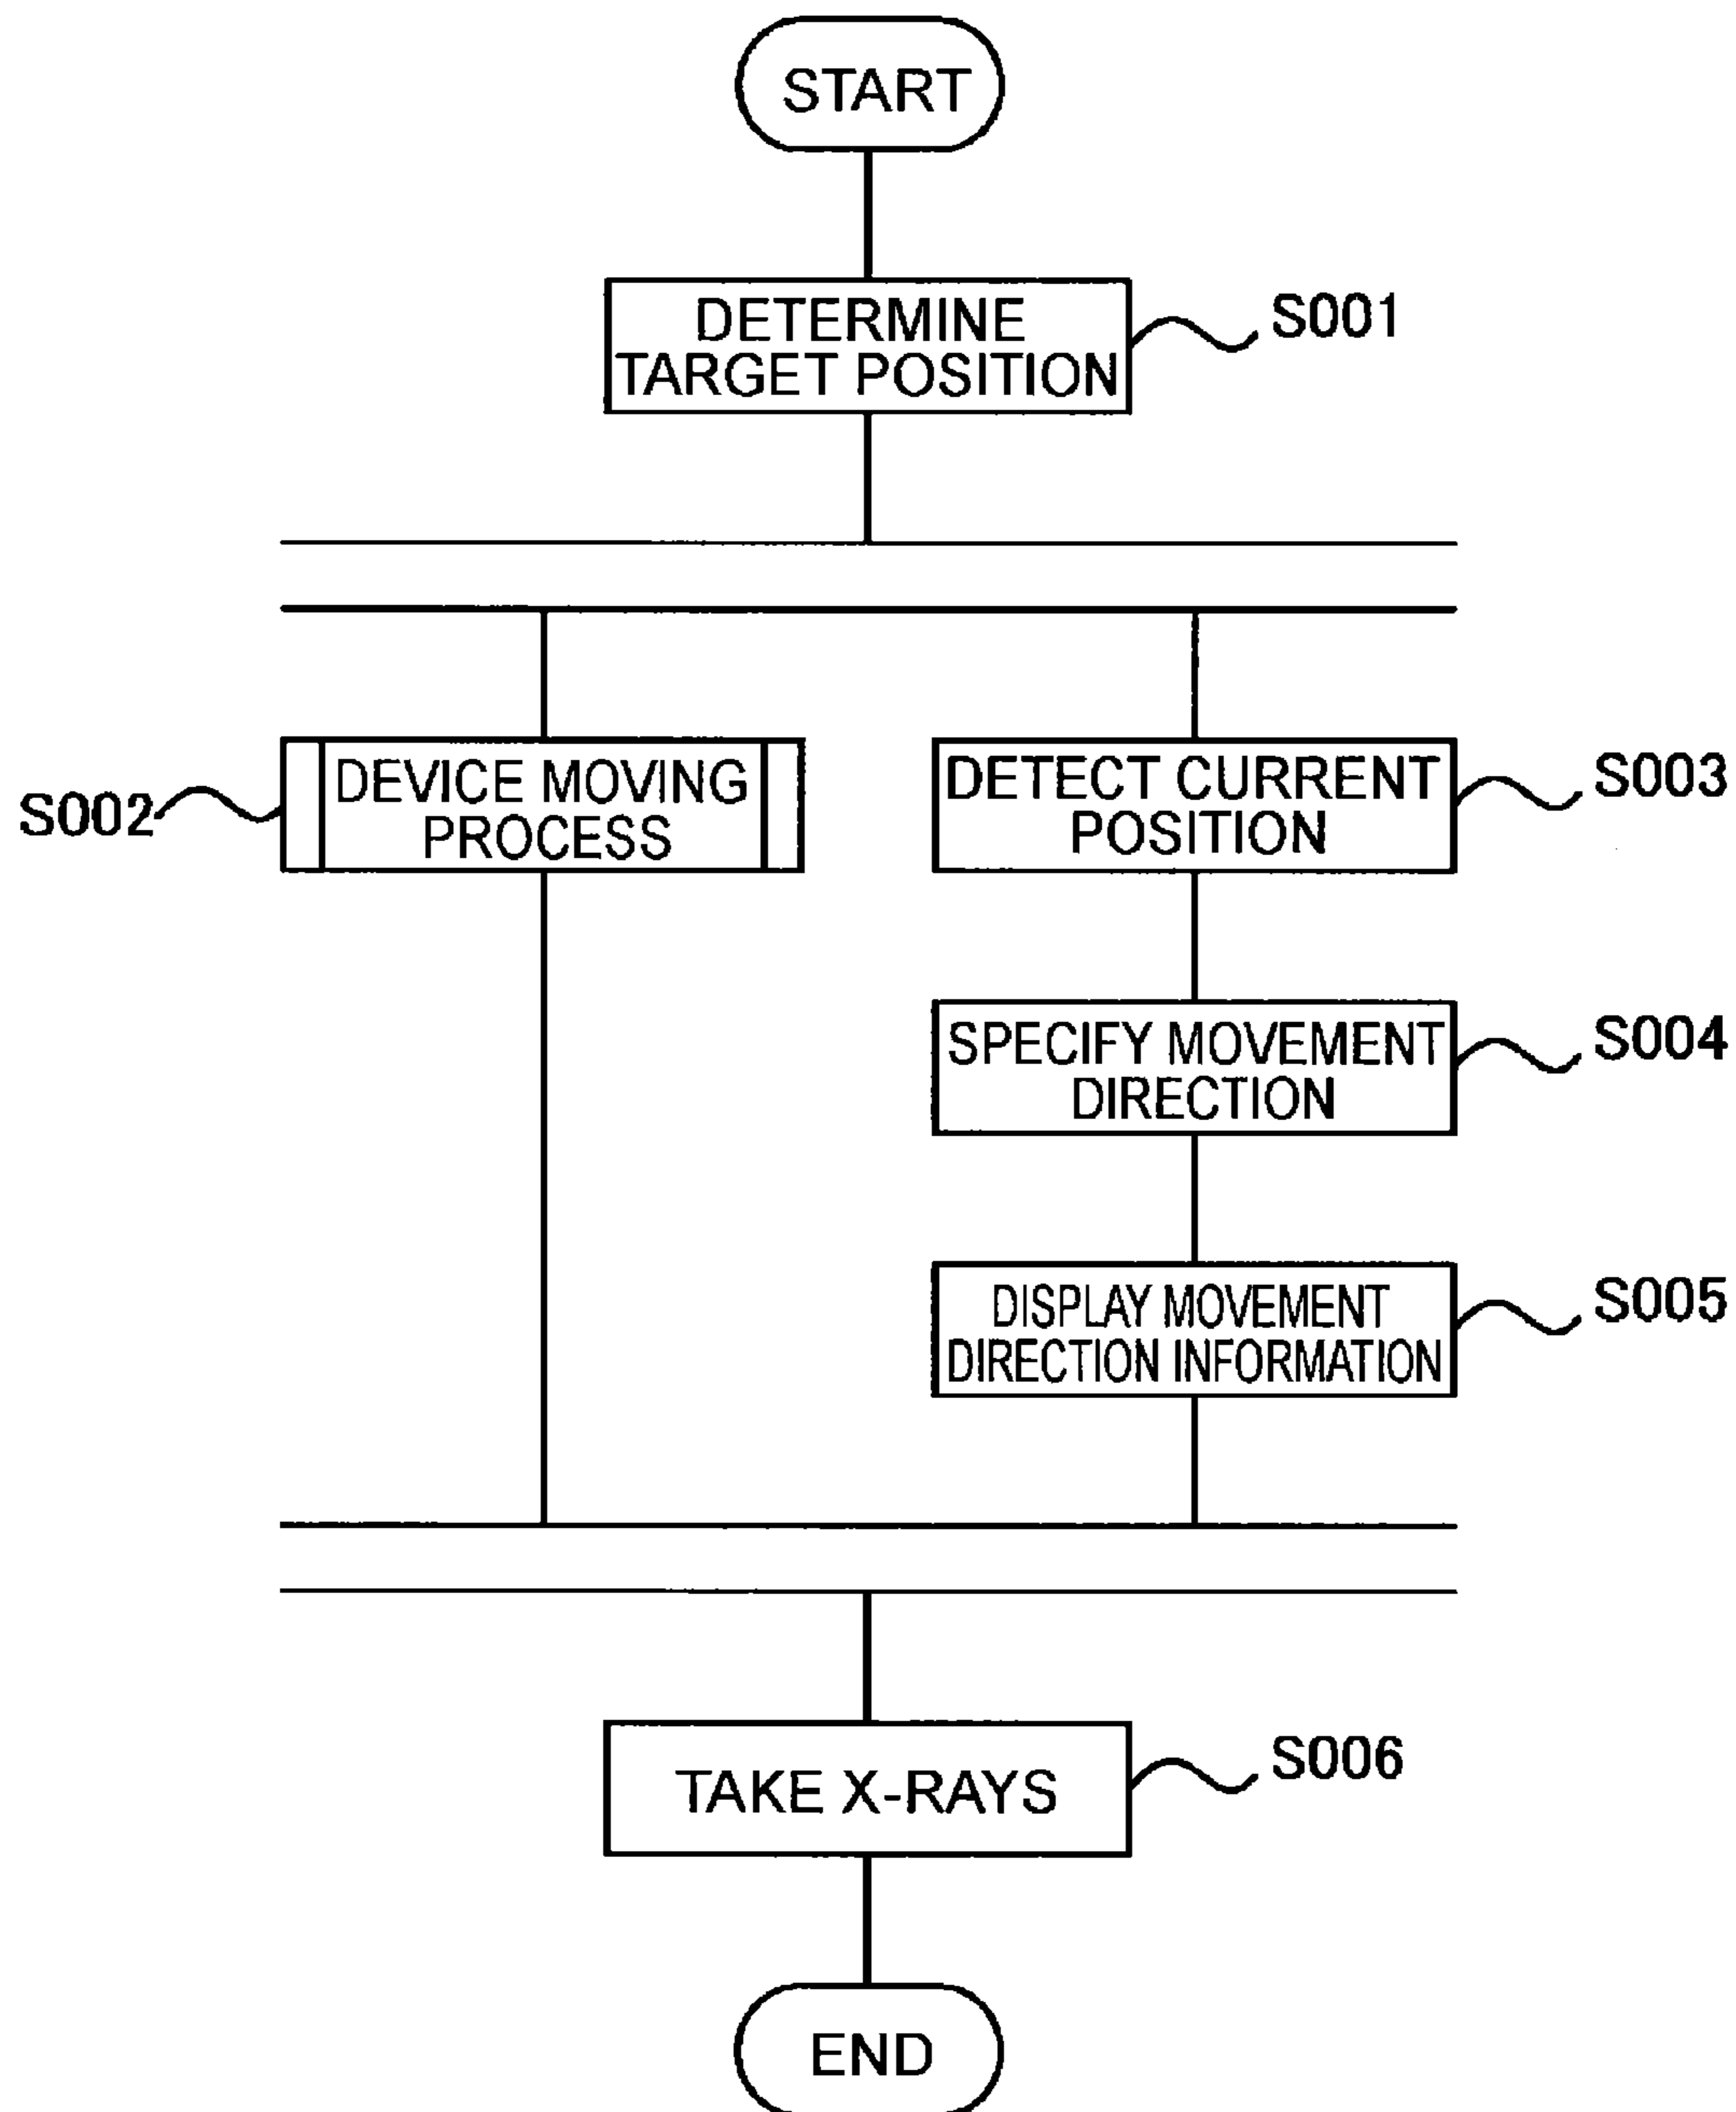 START
DETERMINE
TARGET POSITION
S001
S002
DEVICE MOVING
PROCESS
DETECT CURRENT
POSITION
S003
SPECIFY MOVEMENT
DIRECTION
S004
DISPLAY MOVEMENT
DIRECTION INFORMATION
S005
TAKE X-RAYS
S006
END